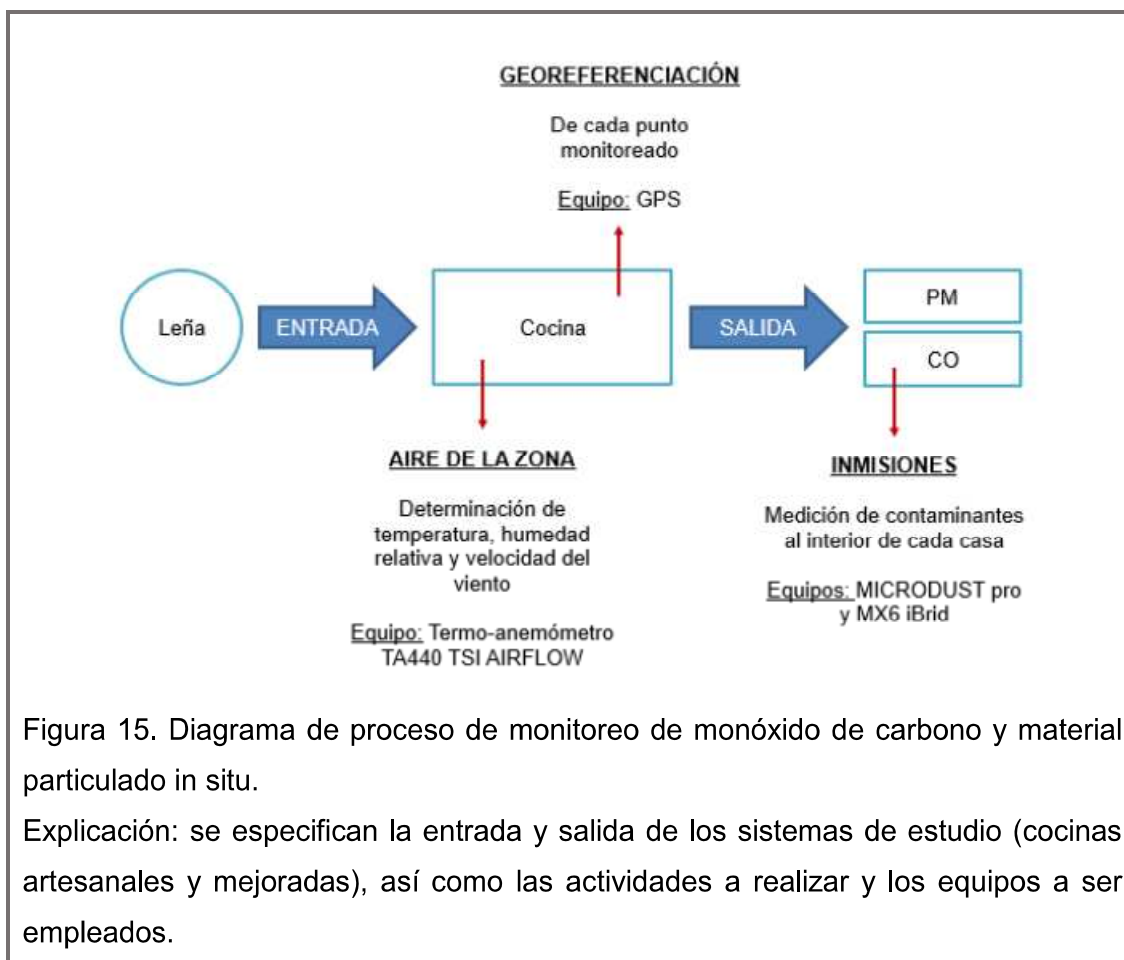 GEOREFERENCIACIÓN
De cada punto
monitoreado
Equipo: GPS
Leña
ENTRADA
Cocina
SALIDA
PM
CO
AIRE DE LA ZONA
Determinación de
temperatura, humedad
relativa y velocidad del
viento
Equipo: Termo-anemómetro
TA440 TSI AIRFLOW
INMISIONES
Medición de contaminantes
al interior de cada casa
Equipos: MICRODUST pro
y MX6 iBrid
Figura 15. Diagrama de proceso de monitoreo de monóxido de carbono y material
particulado in situ.
Explicación: se especifican la entrada y salida de los sistemas de estudio (cocinas
artesanales y mejoradas), así como las actividades a realizar y los equipos a ser
empleados.